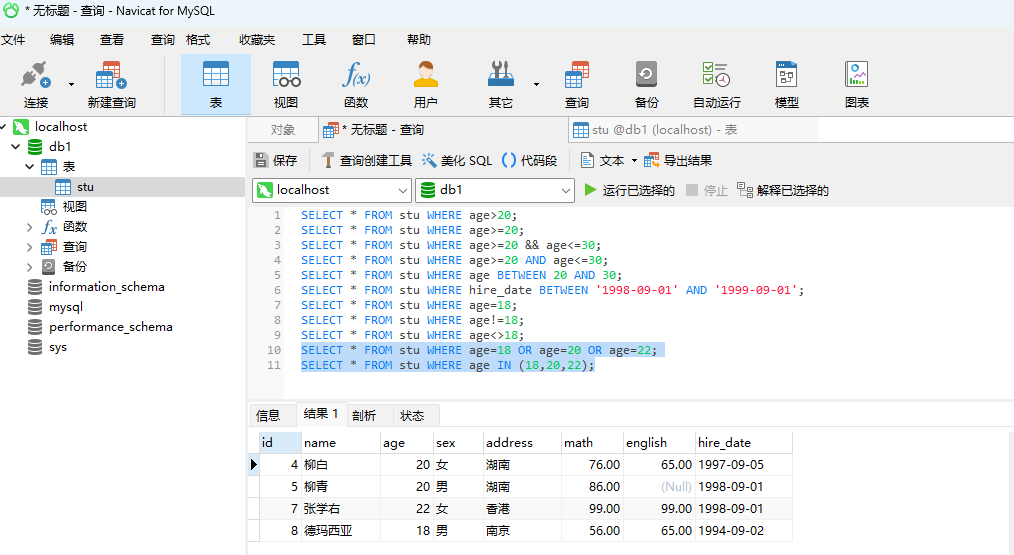 * 无标题 - 查询 - Navicat for MySQL
文件 编辑 查看 查询 格式 收藏夹 工具 窗口 帮助
连接 新建查询 表 视图 函数 用户 其它 查询 备份 自动运行 模型 图表
localhost
db1
表
stu
视图
函数
查询
备份
information_schema
mysql
performance_schema
sys
对象 * 无标题 - 查询 stu @db1 (localhost) - 表
保存 查询创建工具 美化 SQL 代码段 文本 导出结果
localhost db1 运行已选择的 停止 解释已选择的
1 SELECT * FROM stu WHERE age>20;
2 SELECT * FROM stu WHERE age>=20;
3 SELECT * FROM stu WHERE age>=20 && age<=30;
4 SELECT * FROM stu WHERE age>=20 AND age<=30;
5 SELECT * FROM stu WHERE age BETWEEN 20 AND 30;
6 SELECT * FROM stu WHERE hire_date BETWEEN '1998-09-01' AND '1999-09-01';
7 SELECT * FROM stu WHERE age=18;
8 SELECT * FROM stu WHERE age!=18;
9 SELECT * FROM stu WHERE age<>18;
10 SELECT * FROM stu WHERE age=18 OR age=20 OR age=22;
11 SELECT * FROM stu WHERE age IN (18,20,22);
信息 结果 1 剖析 状态
id name age sex address math english hire_date
4 柳白 20 女 湖南 76.00 65.00 1997-09-05
5 柳青 20 男 湖南 86.00 (Null) 1998-09-01
7 张学右 22 女 香港 99.00 99.00 1998-09-01
8 德玛西亚 18 男 南京 56.00 65.00 1994-09-02